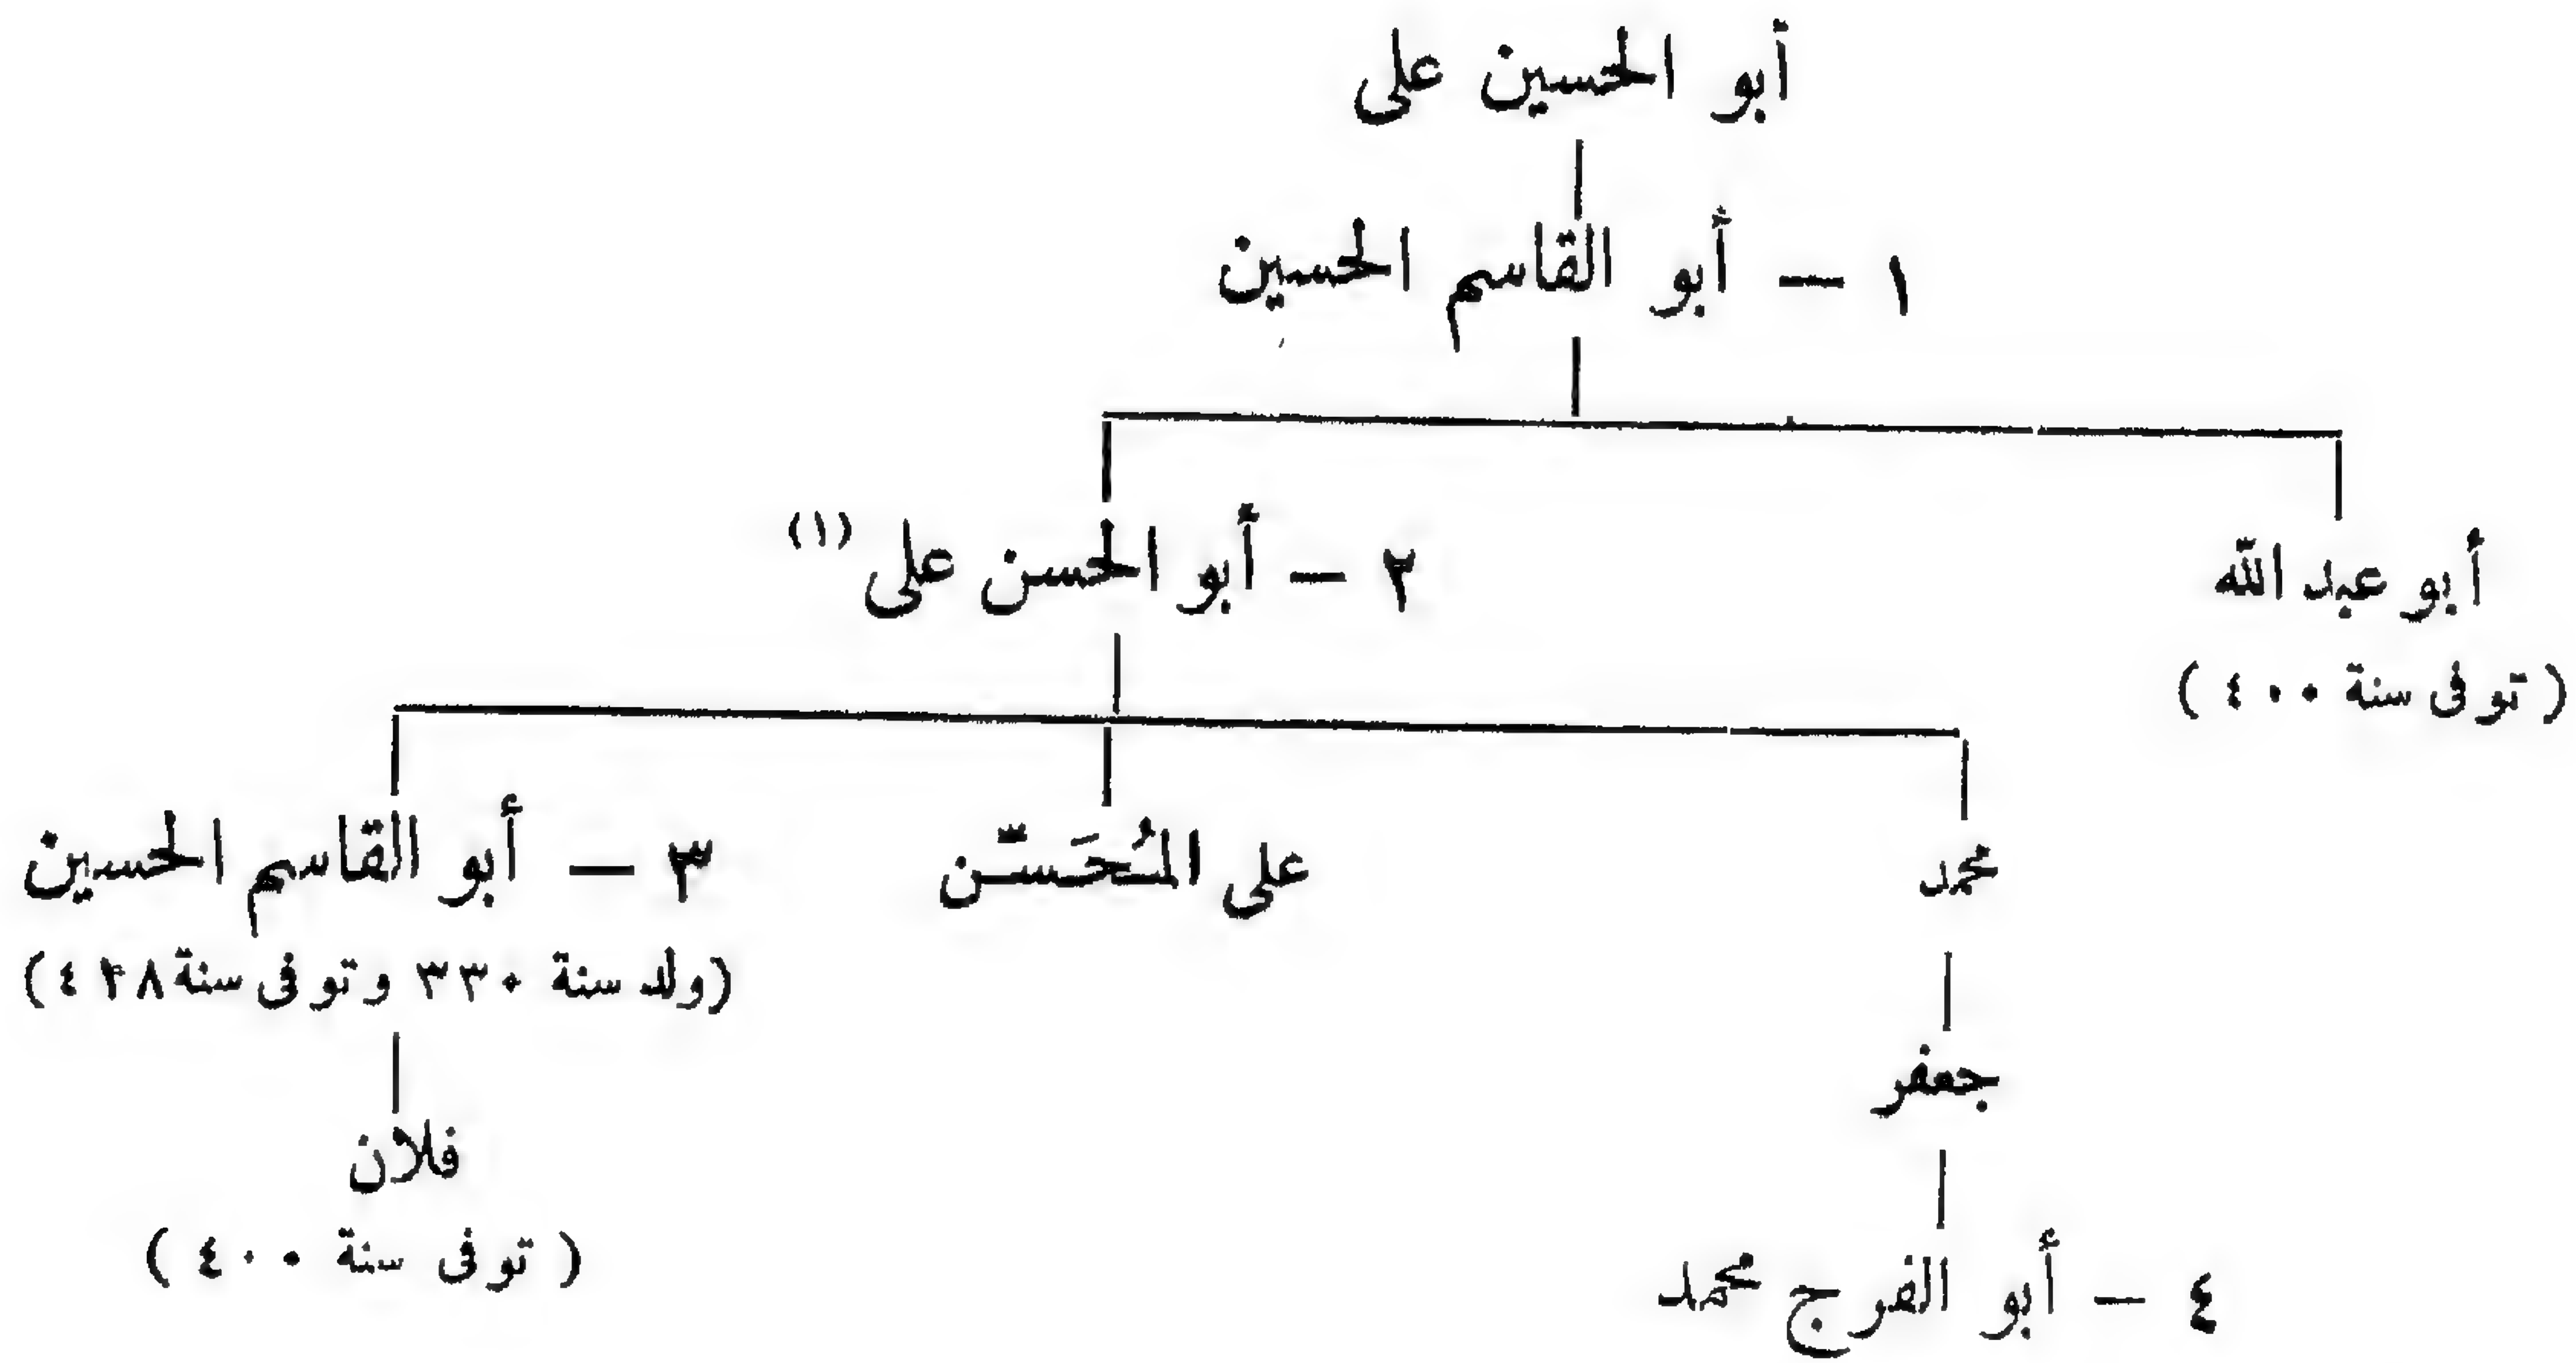 أبو الحسين على
١ — أبو القاسم الحسين
أبو عبد الله
٢ — أبو الحسن على (١)
(توفى سنة ٤٠٠)
محمد
على المُحَسّن
٣ — أبو القاسم الحسين
(ولد سنة ٣٣٠ وتوفى سنة ٤٢٨)
جعفر
فلان
(توفى سنة ٤٠٠)
٤ — أبو الفرج محمد